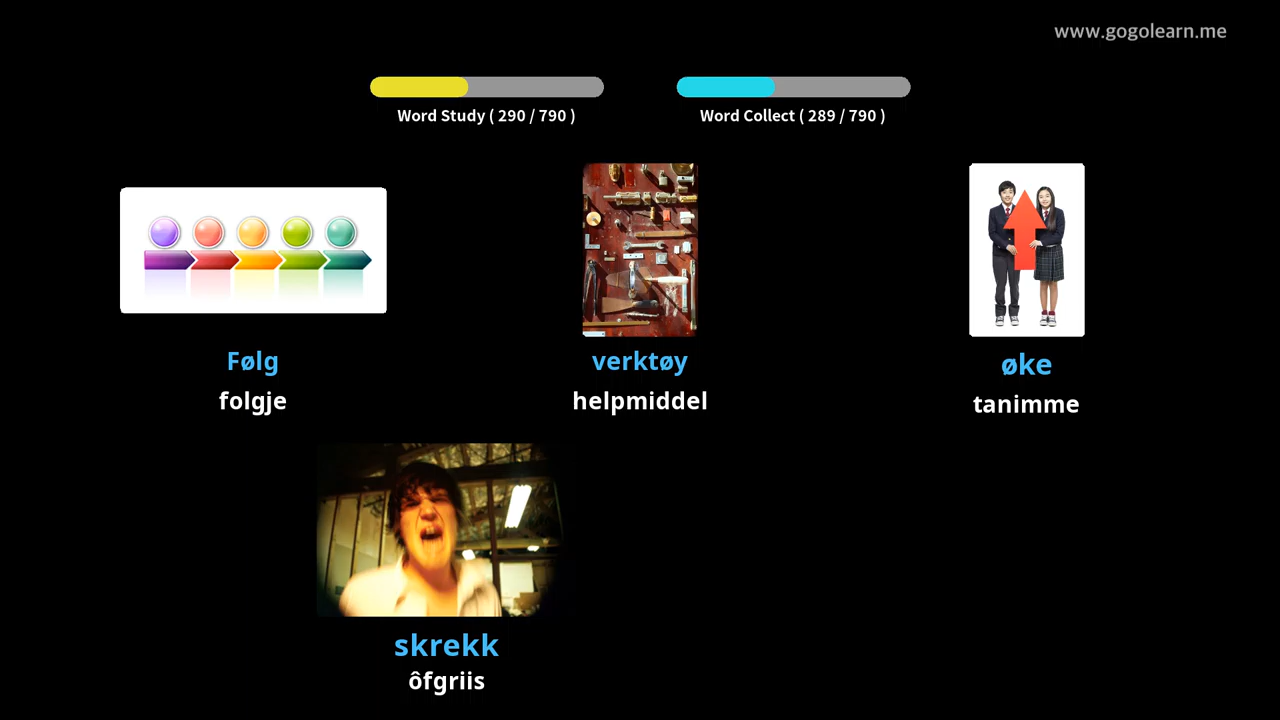 www.gogolearn.me
Word Study ( 290 / 790 )
Word Collect ( 289 / 790 )
Følg
folgje
verktøy
helpmiddel
øke
tanimme
skrekk
ôfgriis